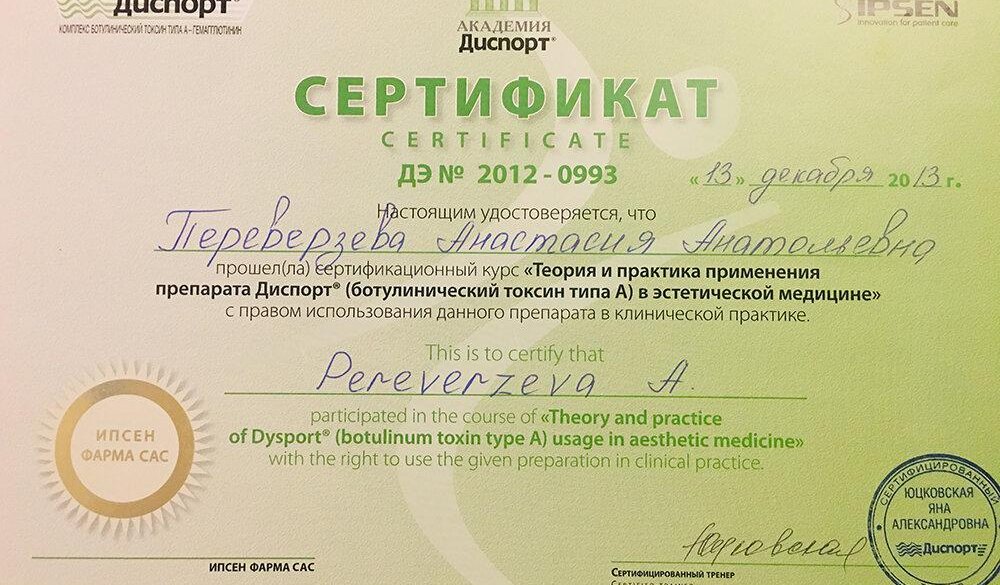 Диспорт®
КОМПЛЕКС БОТУЛИНИЧЕСКИЙ ТОКСИН ТИПА А - ГЕМАГГЛЮТИНИН
АКАДЕМИЯ
Диспорт®
IPSEN
Innovation for patient care
СЕРТИФИКАТ
CERTIFICATE
ДЭ № 2012 - 0993
«13» декабря 2013 г.
Настоящим удостоверяется, что
Переверзева Анастасия Анатольевна
прошел(ла) сертификационный курс «Теория и практика применения
препарата Диспорт® (ботулинический токсин типа А) в эстетической медицине»
с правом использования данного препарата в клинической практике.
This is to certify that
Pereverzeva A.
participated in the course of «Theory and practice
of Dysport® (botulinum toxin type A) usage in aesthetic medicine»
with the right to use the given preparation in clinical practice.
ИПСЕН
ФАРМА САС
ИПСЕН ФАРМА САС
СЕРТИФИЦИРОВАННЫЙ
ЮЦКОВСКАЯ
ЯНА
АЛЕКСАНДРОВНА
Диспорт
Юцковская
Сертифицированный тренер
Certified trainer